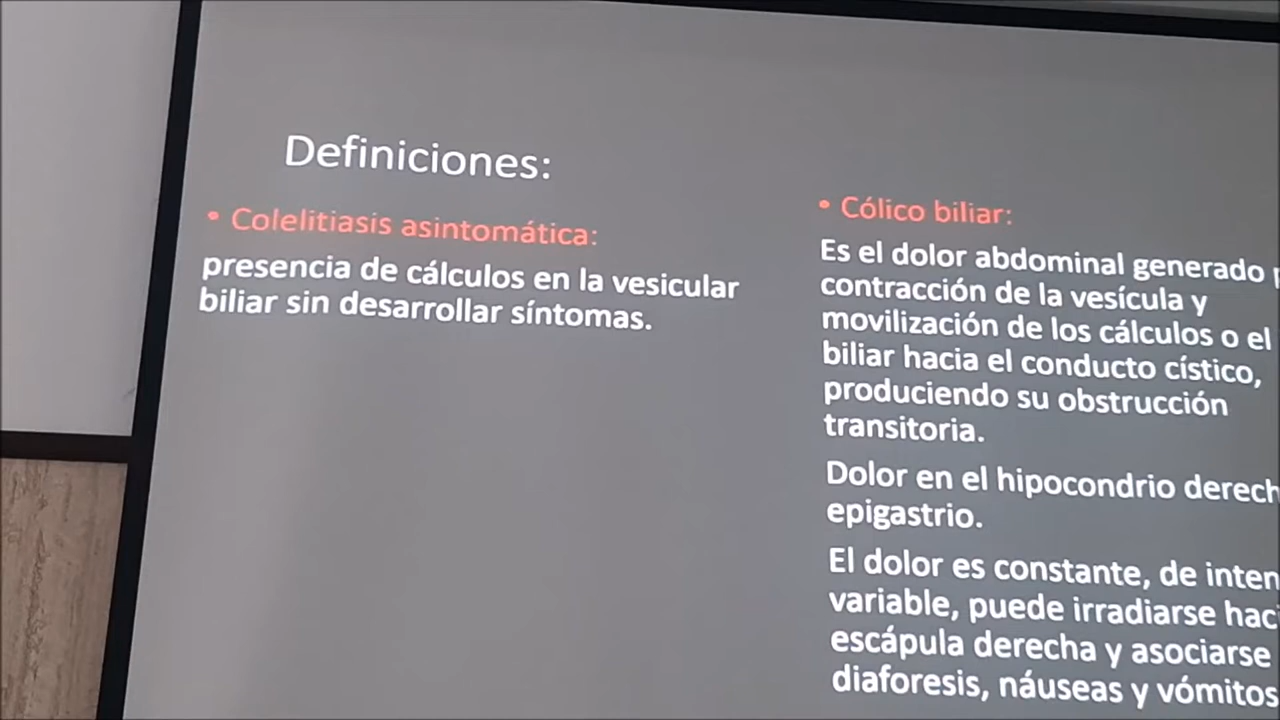 Definiciones:
• Colelitiasis asintomática:
presencia de cálculos en la vesicular
biliar sin desarrollar síntomas.
• Cólico biliar:
Es el dolor abdominal generado
contracción de la vesícula y
movilización de los cálculos o el
biliar hacia el conducto cístico,
produciendo su obstrucción
transitoria.
Dolor en el hipocondrio
epigastrio.
El dolor es constante, de
variable, puede irradiarse
escápula derecha y asociarse
diaforesis, náuseas y vómitos